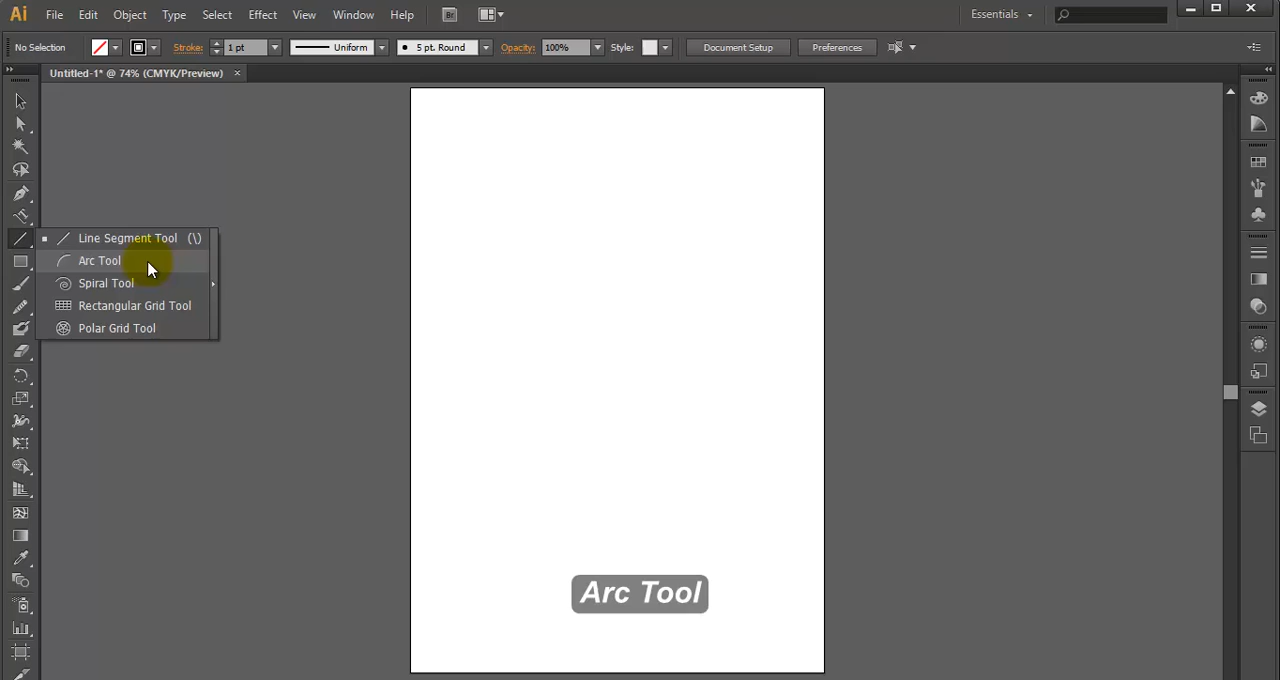 Ai File Edit Object Type Select Effect View Window Help Br Essentials
No Selection Stroke: 1 pt Uniform 5 pt. Round Opacity: 100% Style: Document Setup Preferences
Untitled-1* @ 74% (CMYK/Preview) ×
Line Segment Tool (\)
Arc Tool
Spiral Tool
Rectangular Grid Tool
Polar Grid Tool
Arc Tool